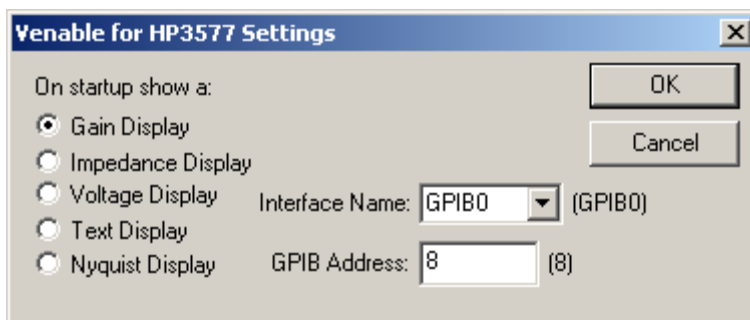 Venable for HP3577 Settings
On startup show a:
Gain Display
Impedance Display
Voltage Display
Text Display
Nyquist Display
Interface Name: GPIB0 (GPIB0)
GPIB Address: 8 (8)
OK
Cancel